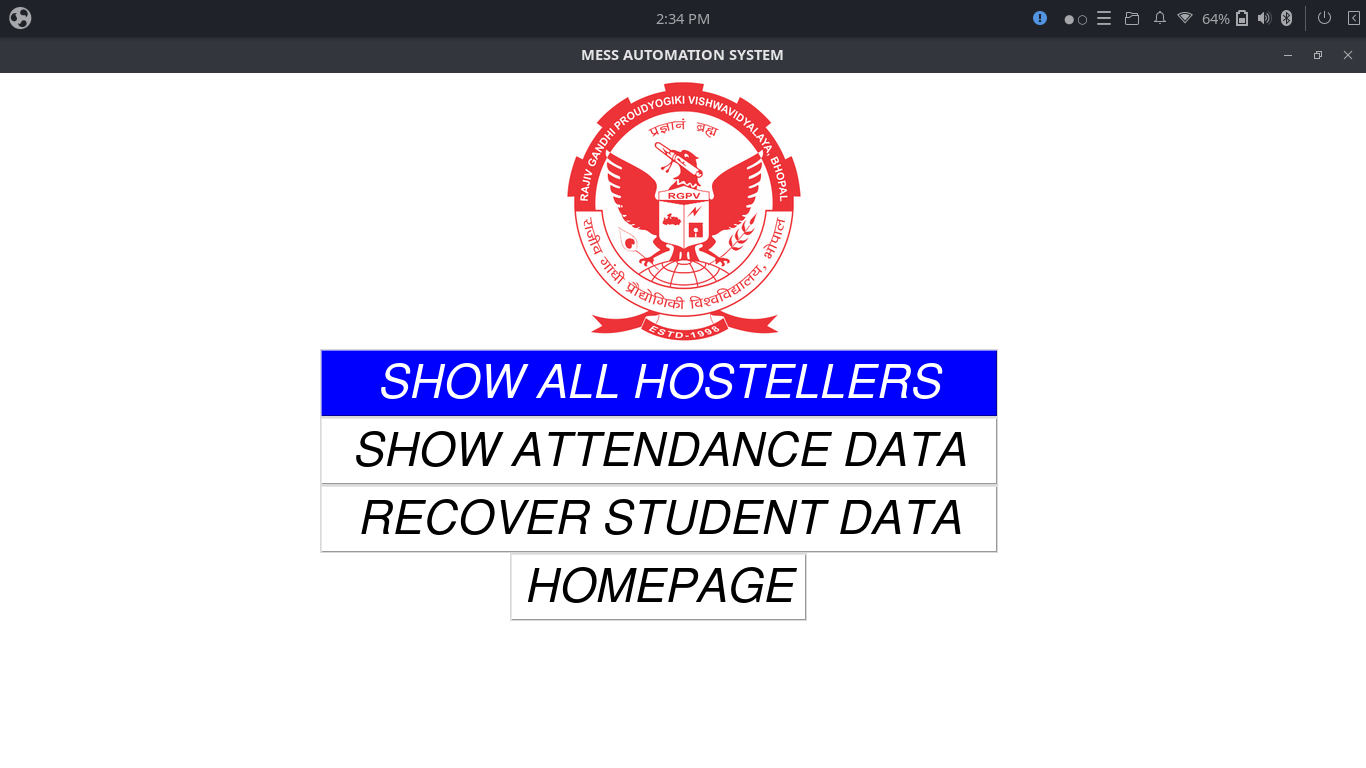 2:34 PM
64%
MESS AUTOMATION SYSTEM
RAJIV GANDHI PROUDYOGIKI VISHWAVIDYALAYA, BHOPAL
प्रज्ञानं ब्रह्म
RGPV
राजीव गांधी प्रौद्योगिकी विश्वविद्यालय, भोपाल
ESTD-1998
SHOW ALL HOSTELLERS
SHOW ATTENDANCE DATA
RECOVER STUDENT DATA
HOMEPAGE